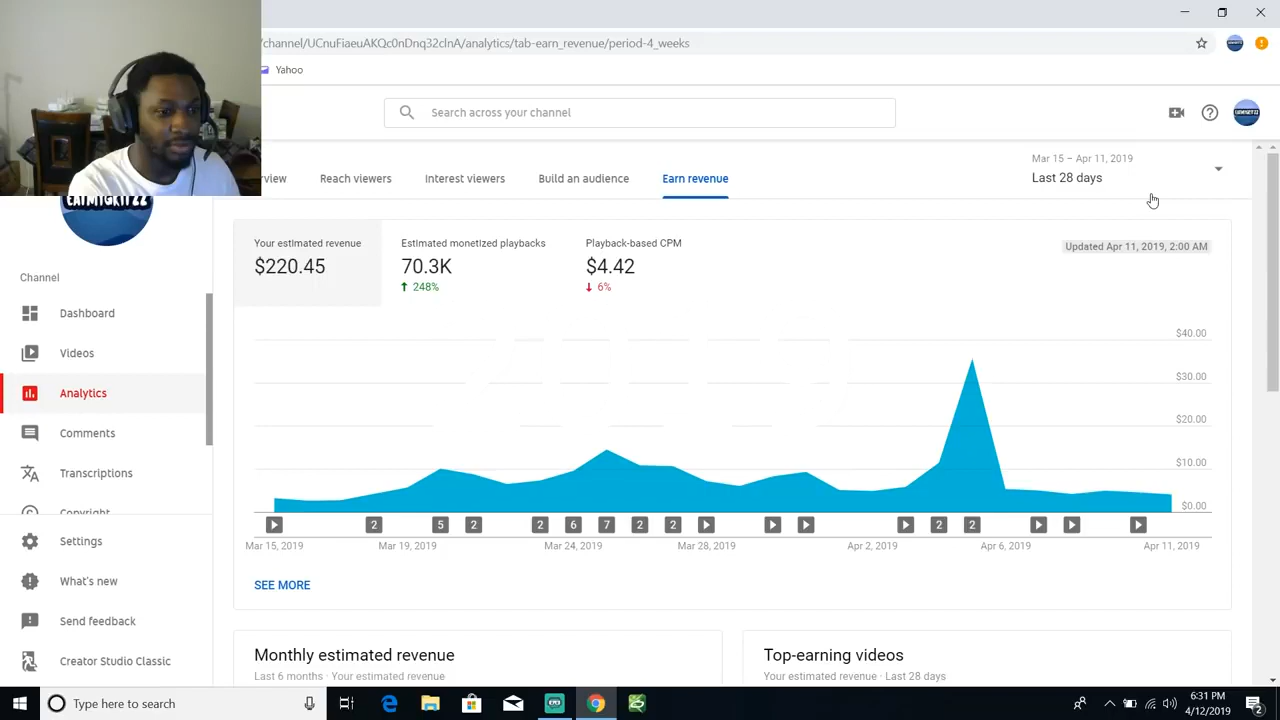 /channel/UCnuFiaeuAKQc0nDnq32clnA/analytics/tab-earn_revenue/period-4_weeks
Yahoo
Search across your channel
Mar 15 – Apr 11, 2019
Last 28 days
rview
Reach viewers
Interest viewers
Build an audience
Earn revenue
EATMYGRITZZ
Your estimated revenue
$220.45
Estimated monetized playbacks
70.3K
248%
Playback-based CPM
$4.42
6%
Updated Apr 11, 2019, 2:00 AM
Channel
Dashboard
Videos
Analytics
Comments
Transcriptions
Copyright
Settings
What's new
Send feedback
Creator Studio Classic
$40.00
$30.00
$20.00
$10.00
$0.00
2 5 2 2 6 7 2 2 2 2
Mar 15, 2019 Mar 19, 2019 Mar 24, 2019 Mar 28, 2019 Apr 2, 2019 Apr 6, 2019 Apr 11, 2019
SEE MORE
Monthly estimated revenue
Last 6 months · Your estimated revenue
Top-earning videos
Your estimated revenue · Last 28 days
Type here to search
6:31 PM
4/12/2019
2